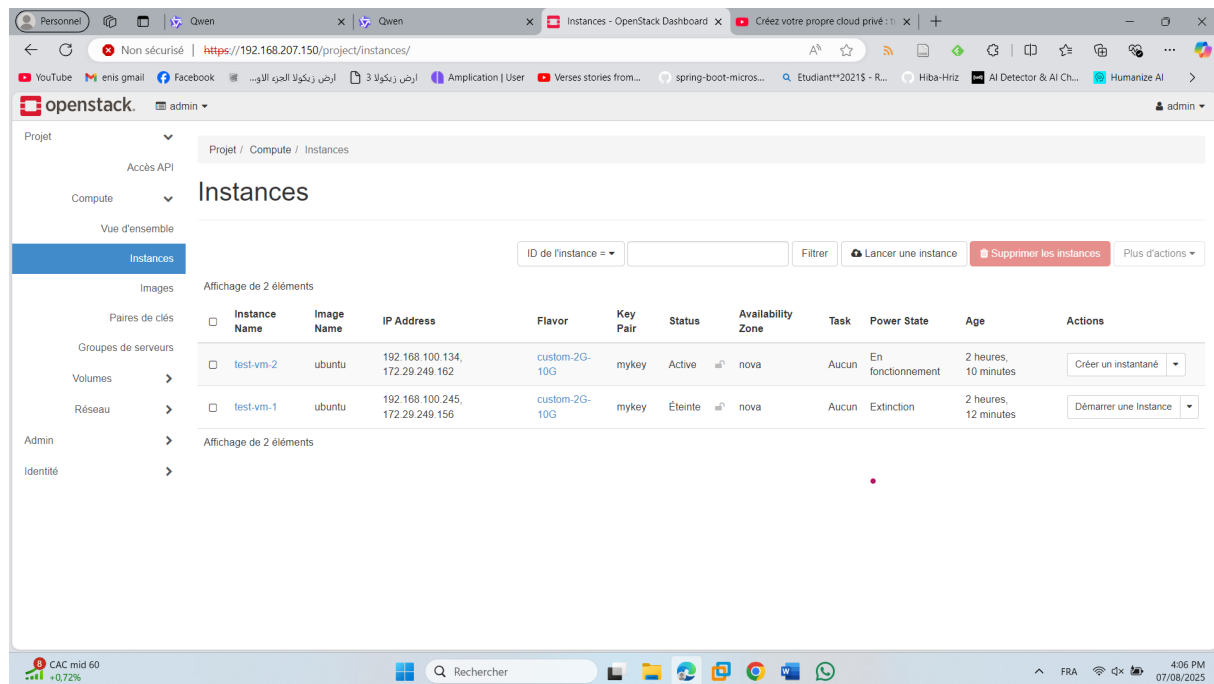 Personnel
Qwen
Qwen
Instances - OpenStack Dashboard
Créez votre propre cloud privé : t
Non sécurisé
https://192.168.207.150/project/instances/
YouTube
enis gmail
Facebook
ارض زيكولا الجزء الاو...
ارض زيكولا 3
Amplication | User
Verses stories from...
spring-boot-micros...
Etudiant**2021$ - R...
Hiba-Hriz
AI Detector & AI Ch...
Humanize AI
openstack.
admin
admin
Projet
Accès API
Compute
Vue d'ensemble
Instances
Images
Paires de clés
Groupes de serveurs
Volumes
Réseau
Admin
Identité
Projet / Compute / Instances
Instances
ID de l'instance =
Filtrer
Lancer une instance
Supprimer les instances
Plus d'actions
Affichage de 2 éléments
Instance Name
Image Name
IP Address
Flavor
Key Pair
Status
Availability Zone
Task
Power State
Age
Actions
test-vm-2
ubuntu
192.168.100.134, 172.29.249.162
custom-2G-10G
mykey
Active
nova
Aucun
En fonctionnement
2 heures, 10 minutes
Créer un instantané
test-vm-1
ubuntu
192.168.100.245, 172.29.249.156
custom-2G-10G
mykey
Éteinte
nova
Aucun
Extinction
2 heures, 12 minutes
Démarrer une Instance
Affichage de 2 éléments
8
CAC mid 60
+0,72%
Rechercher
FRA
4:06 PM
07/08/2025